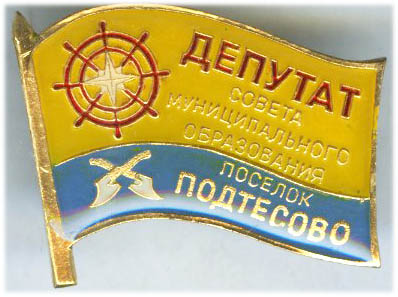 ДЕПУТАТ
СОВЕТА
МУНИЦИПАЛЬНОГО
ОБРАЗОВАНИЯ
ПОСЕЛОК
ПОДТЕСОВО